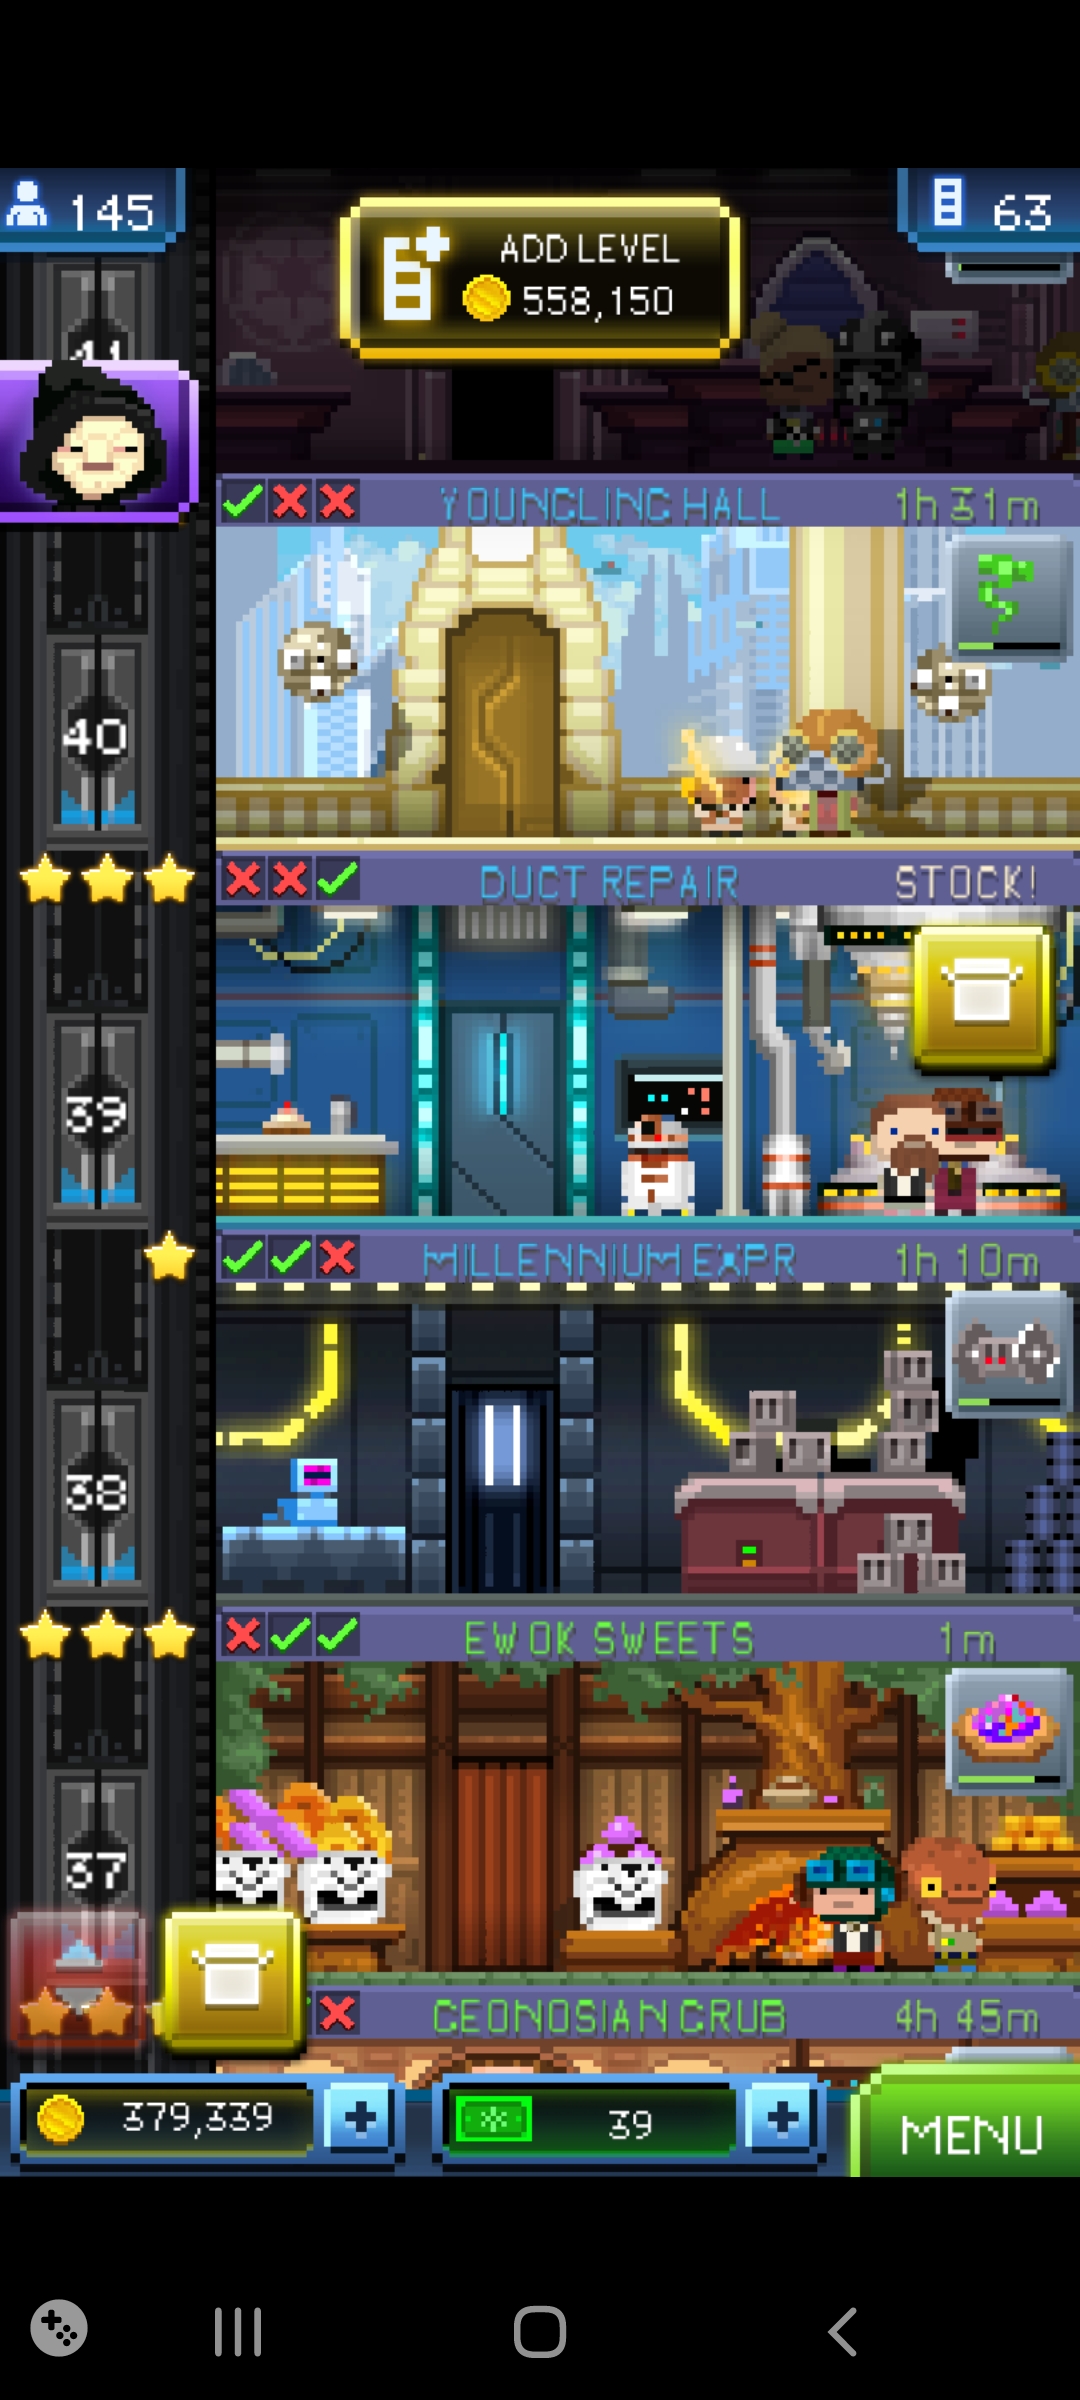 145
ADD LEVEL
558,150
63
41
YOUNGLING HALL
1h 31m
40
DUCT REPAIR
STOCK!
39
MILLENNIUM EXPR
1h 10m
38
EWOK SWEETS
1m
37
GEONOSIAN GRUB
4h 45m
379,339
39
MENU